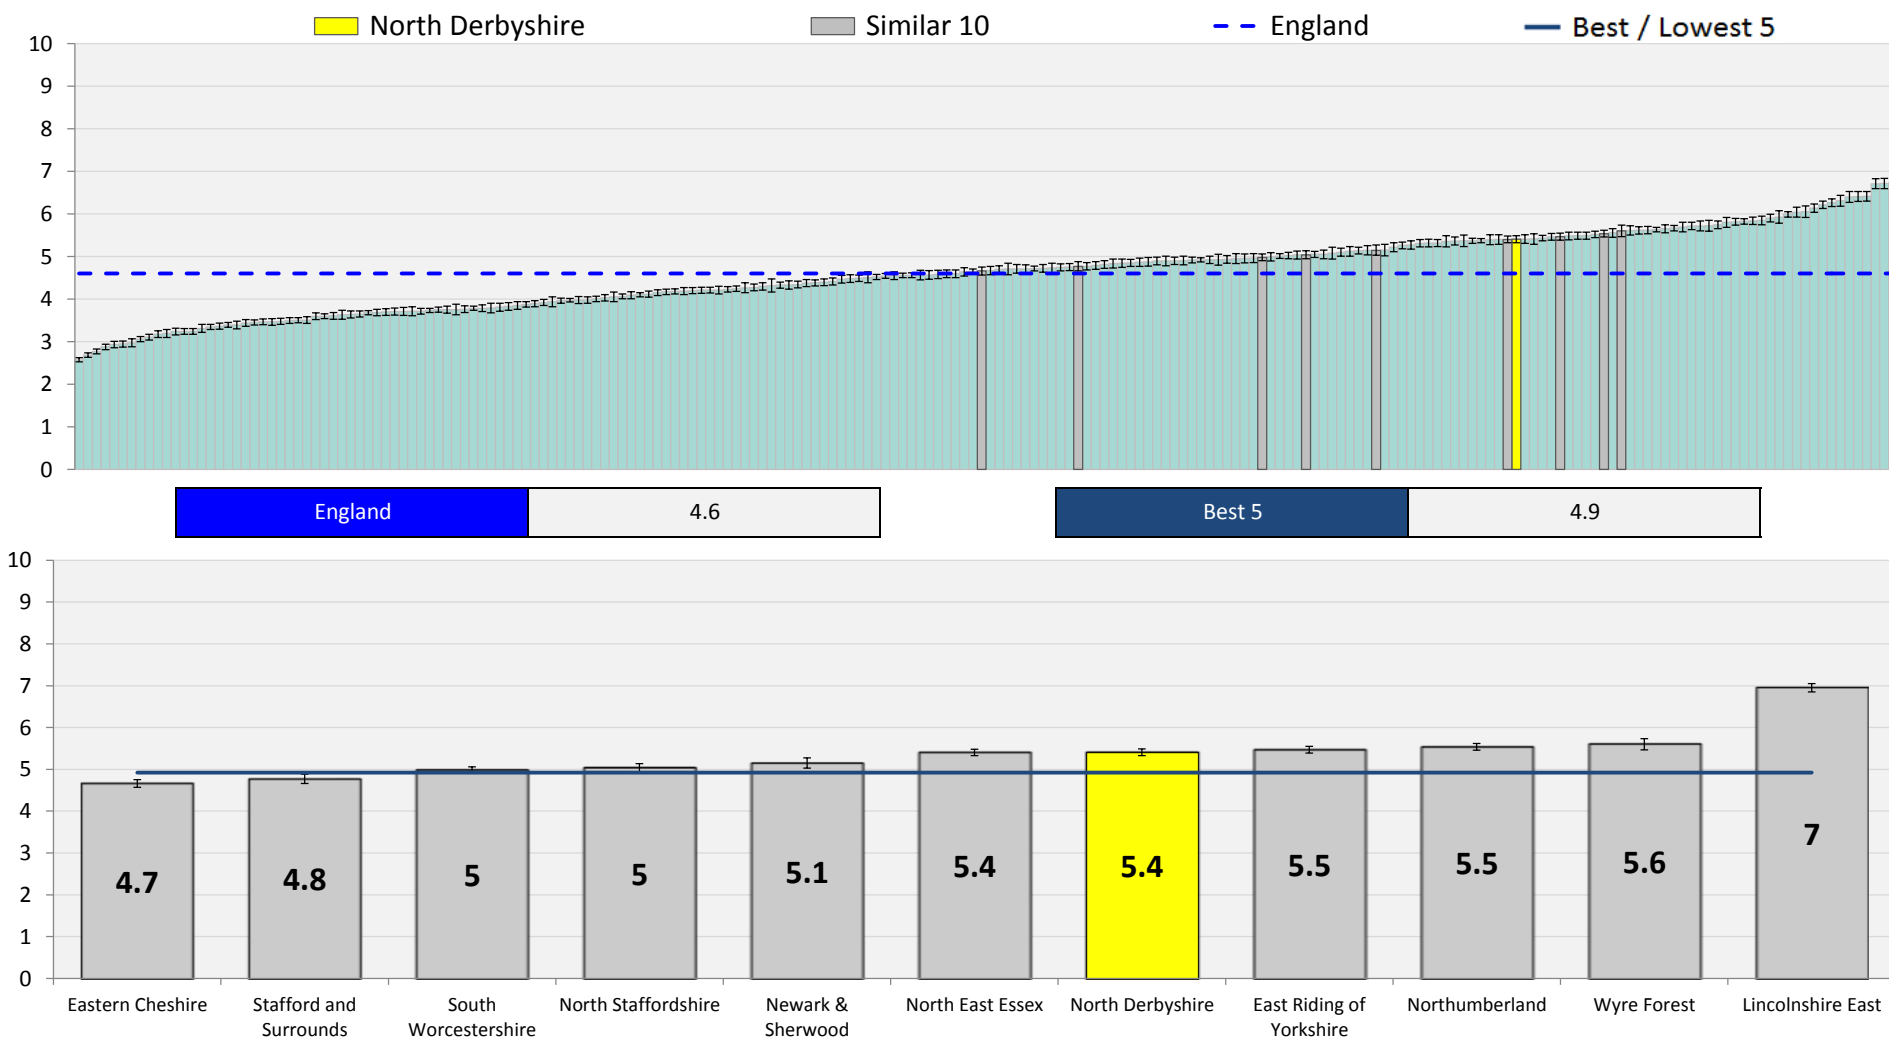 North Derbyshire
Similar 10
England
Best / Lowest 5
10
9
8
7
6
5
4
3
2
1
0
England 4.6
Best 5 4.9
10
9
8
7
6
5
4
3
2
1
0
4.7
4.8
5
5
5.1
5.4
5.4
5.5
5.5
5.6
7
Eastern Cheshire
Stafford and
Surrounds
South
Worcestershire
North Staffordshire
Newark &
Sherwood
North East Essex
North Derbyshire
East Riding of
Yorkshire
Northumberland
Wyre Forest
Lincolnshire East